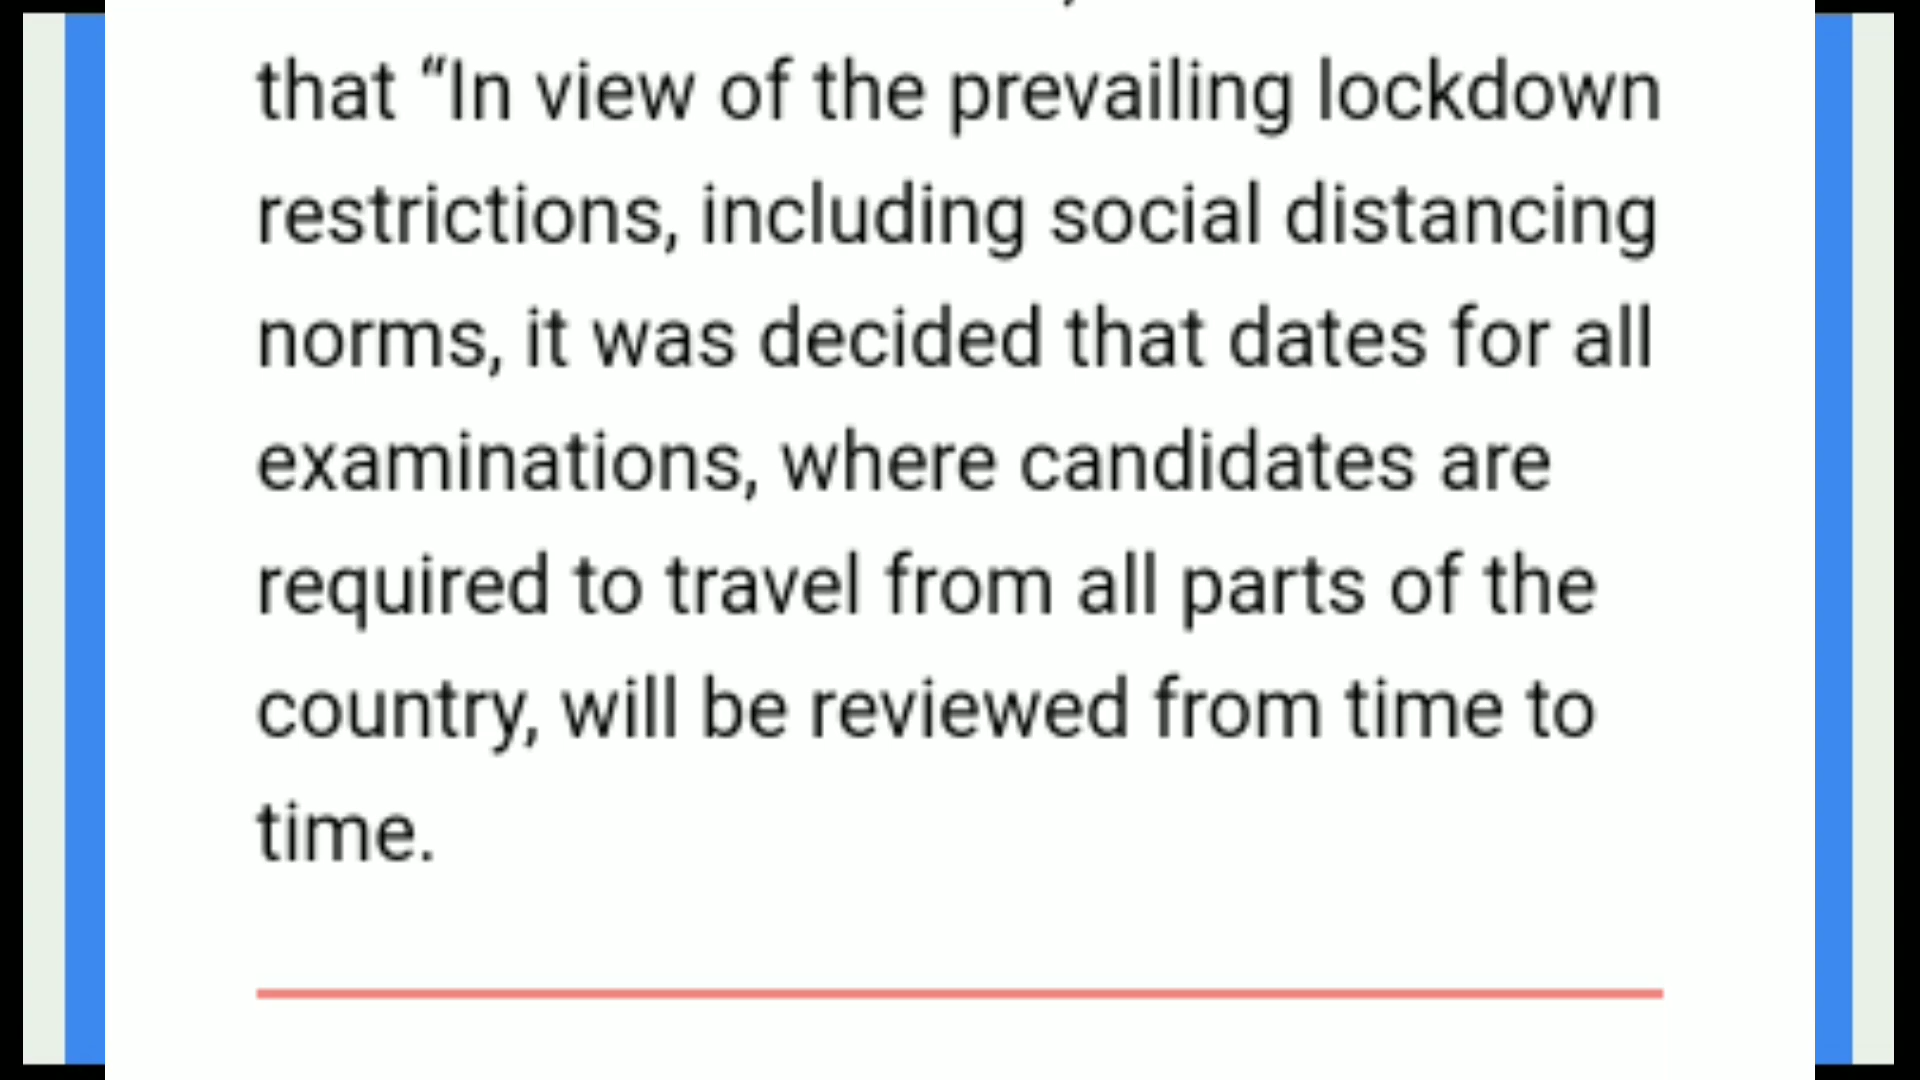 that “In view of the prevailing lockdown
restrictions, including social distancing
norms, it was decided that dates for all
examinations, where candidates are
required to travel from all parts of the
country, will be reviewed from time to
time.